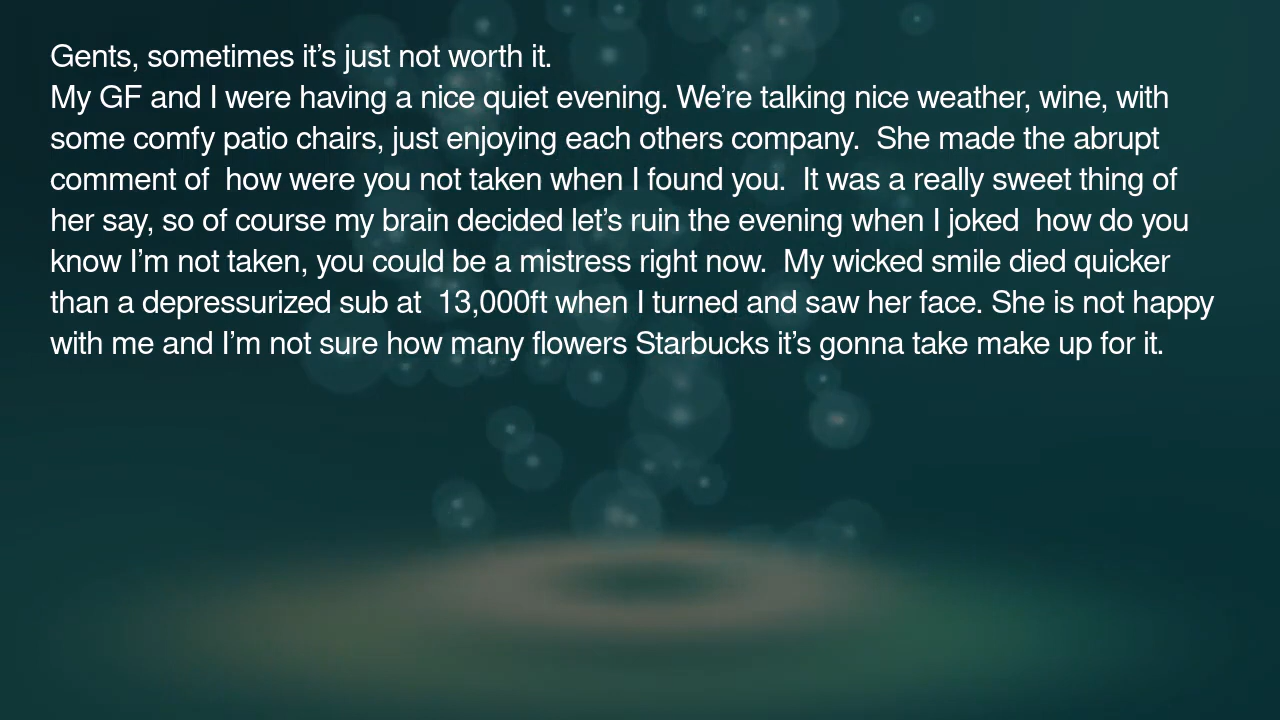 Gents, sometimes it’s just not worth it.
My GF and I were having a nice quiet evening. We’re talking nice weather, wine, with
some comfy patio chairs, just enjoying each others company.  She made the abrupt
comment of  how were you not taken when I found you.  It was a really sweet thing of
her say, so of course my brain decided let’s ruin the evening when I joked  how do you
know I’m not taken, you could be a mistress right now.  My wicked smile died quicker
than a depressurized sub at  13,000ft when I turned and saw her face. She is not happy
with me and I’m not sure how many flowers Starbucks it’s gonna take make up for it.